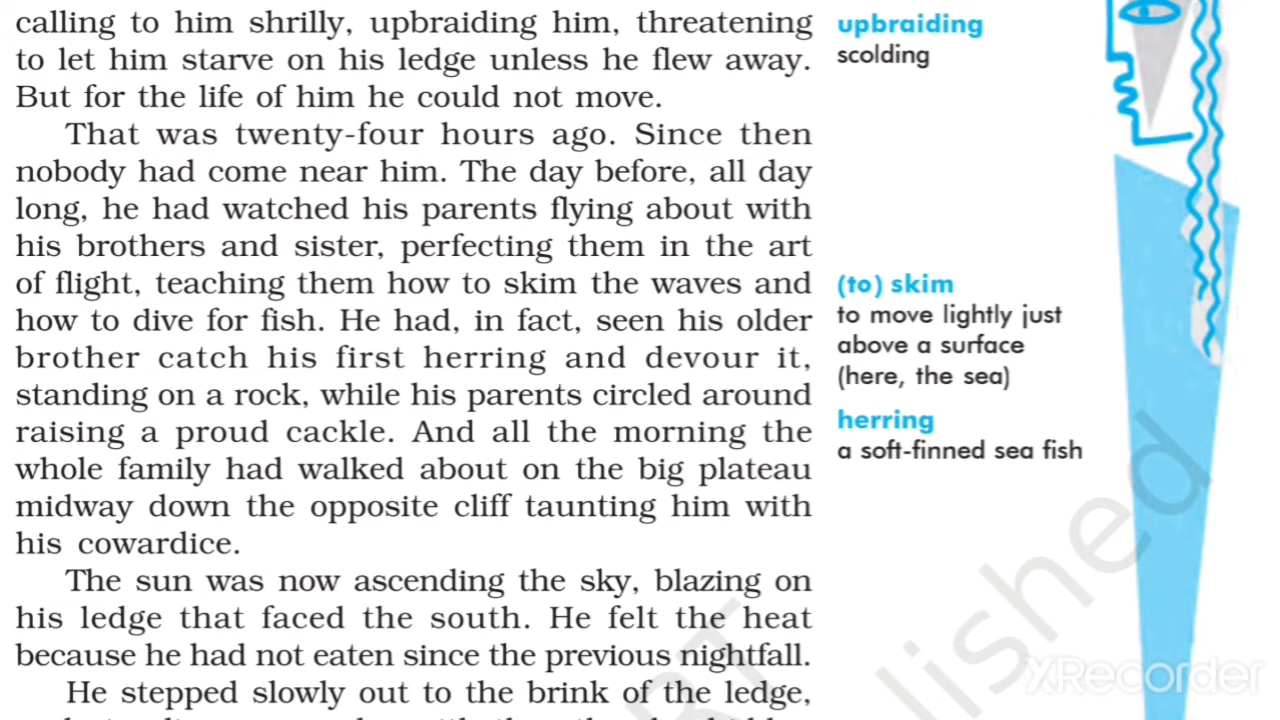 calling to him shrilly, upbraiding him, threatening
to let him starve on his ledge unless he flew away.
But for the life of him he could not move.
That was twenty-four hours ago. Since then
nobody had come near him. The day before, all day
long, he had watched his parents flying about with
his brothers and sister, perfecting them in the art
of flight, teaching them how to skim the waves and
how to dive for fish. He had, in fact, seen his older
brother catch his first herring and devour it,
standing on a rock, while his parents circled around
raising a proud cackle. And all the morning the
whole family had walked about on the big plateau
midway down the opposite cliff taunting him with
his cowardice.
The sun was now ascending the sky, blazing on
his ledge that faced the south. He felt the heat
because he had not eaten since the previous nightfall.
He stepped slowly out to the brink of the ledge,
upbraiding
scolding
(to) skim
to move lightly just
above a surface
(here, the sea)
herring
a soft-finned sea fish
lished
RT
XRecorder